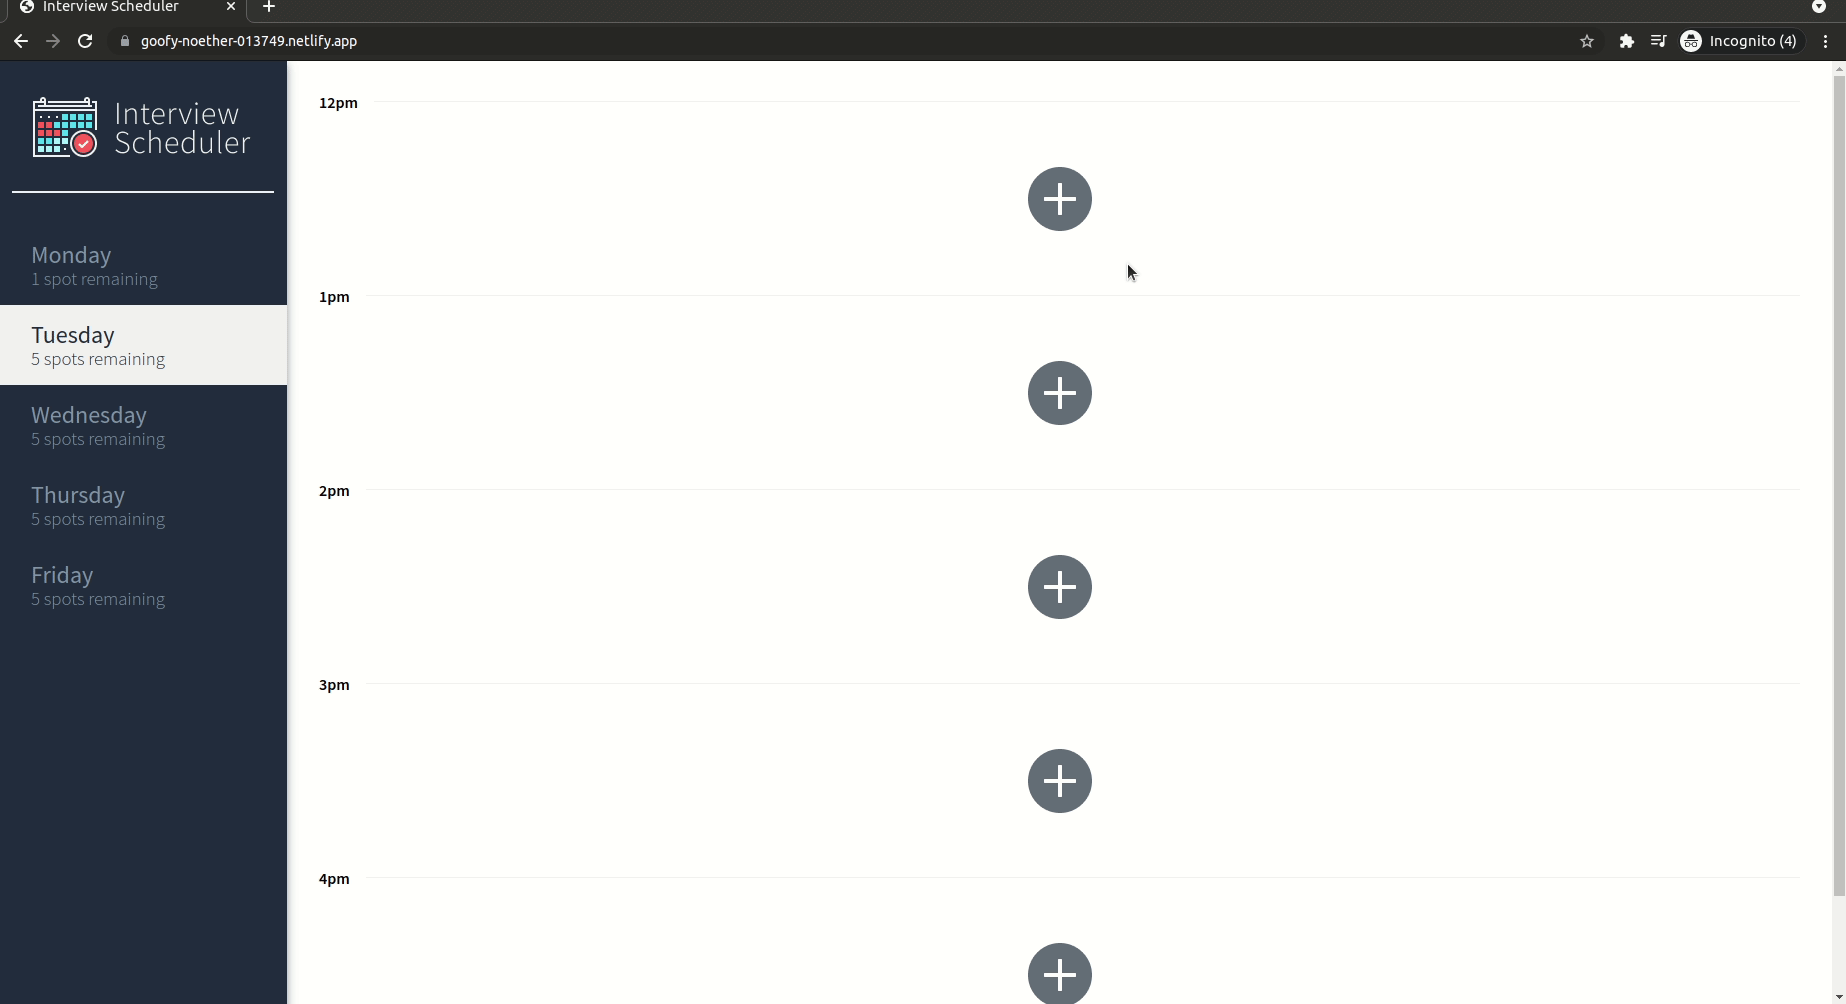 Interview Scheduler
goofy-noether-013749.netlify.app
Incognito (4)
Interview
Scheduler
Monday
1 spot remaining
Tuesday
5 spots remaining
Wednesday
5 spots remaining
Thursday
5 spots remaining
Friday
5 spots remaining
12pm
1pm
2pm
3pm
4pm